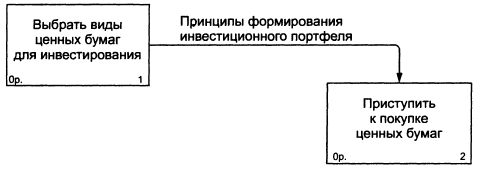 Выбрать виды
ценных бумаг
для инвестирования
0р. 1
Принципы формирования
инвестиционного портфеля
Приступить
к покупке
ценных бумаг
0р. 2